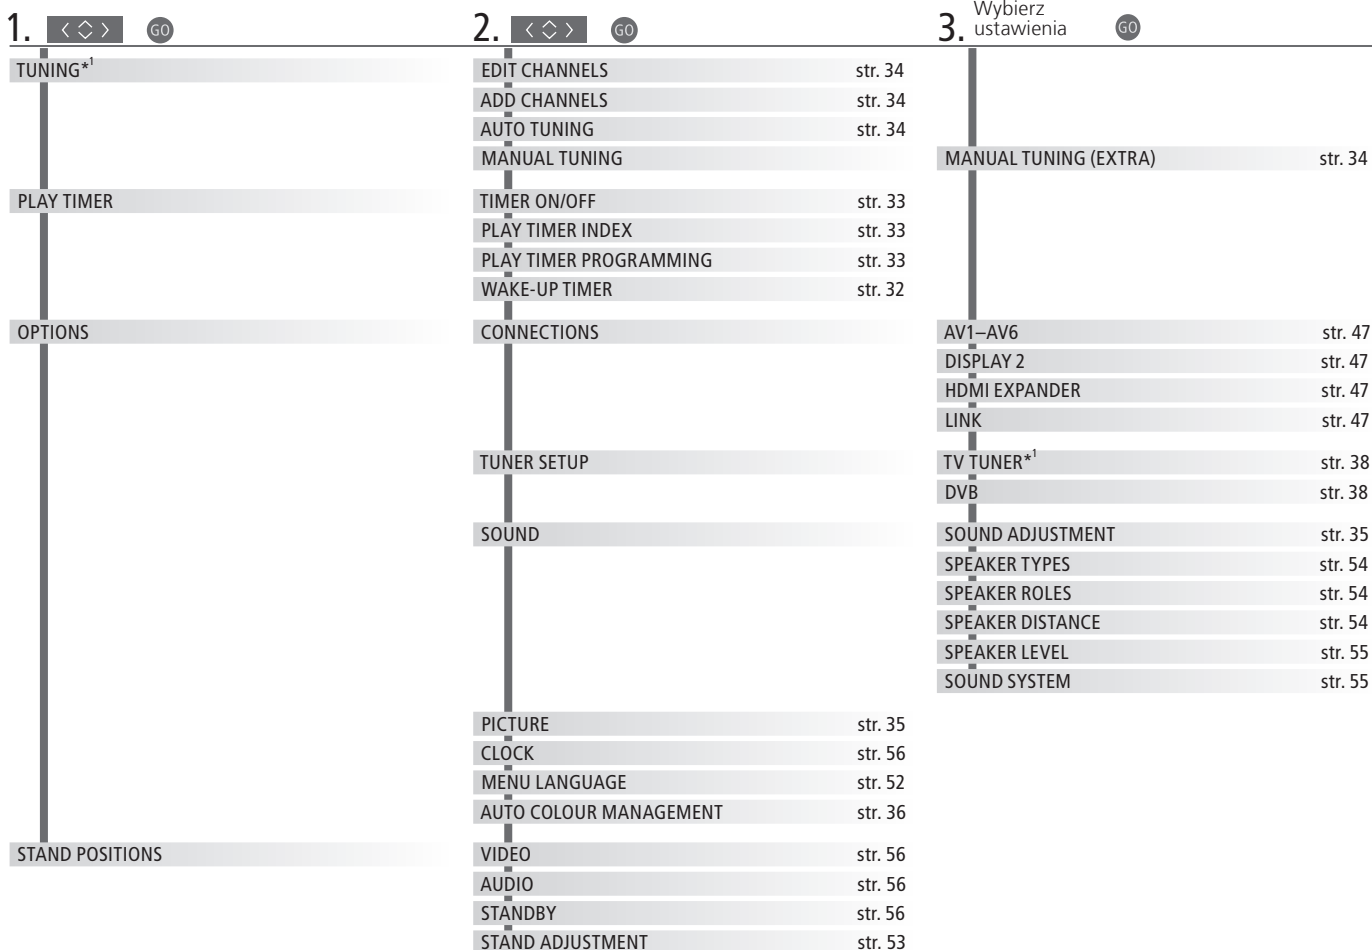 1. GO
2. GO
3. Wybierz
ustawienia GO
TUNING*1
EDIT CHANNELS str. 34
ADD CHANNELS str. 34
AUTO TUNING str. 34
MANUAL TUNING
MANUAL TUNING (EXTRA) str. 34
PLAY TIMER
TIMER ON/OFF str. 33
PLAY TIMER INDEX str. 33
PLAY TIMER PROGRAMMING str. 33
WAKE-UP TIMER str. 32
OPTIONS
CONNECTIONS
AV1–AV6 str. 47
DISPLAY 2 str. 47
HDMI EXPANDER str. 47
LINK str. 47
TUNER SETUP
TV TUNER*1 str. 38
DVB str. 38
SOUND
SOUND ADJUSTMENT str. 35
SPEAKER TYPES str. 54
SPEAKER ROLES str. 54
SPEAKER DISTANCE str. 54
SPEAKER LEVEL str. 55
SOUND SYSTEM str. 55
PICTURE str. 35
CLOCK str. 56
MENU LANGUAGE str. 52
AUTO COLOUR MANAGEMENT str. 36
STAND POSITIONS
VIDEO str. 56
AUDIO str. 56
STANDBY str. 56
STAND ADJUSTMENT str. 53